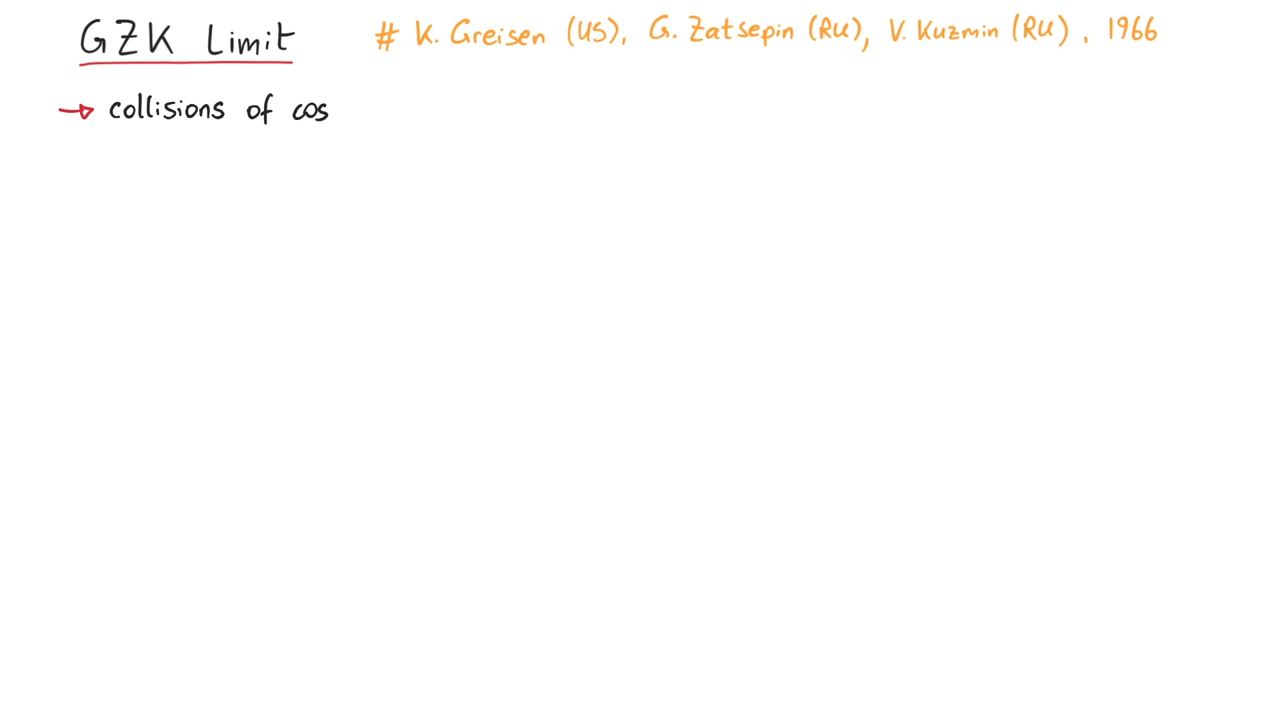 GZK Limit # K. Greisen (US), G. Zatsepin (RU), V. Kuzmin (RU), 1966
→ collisions of cos